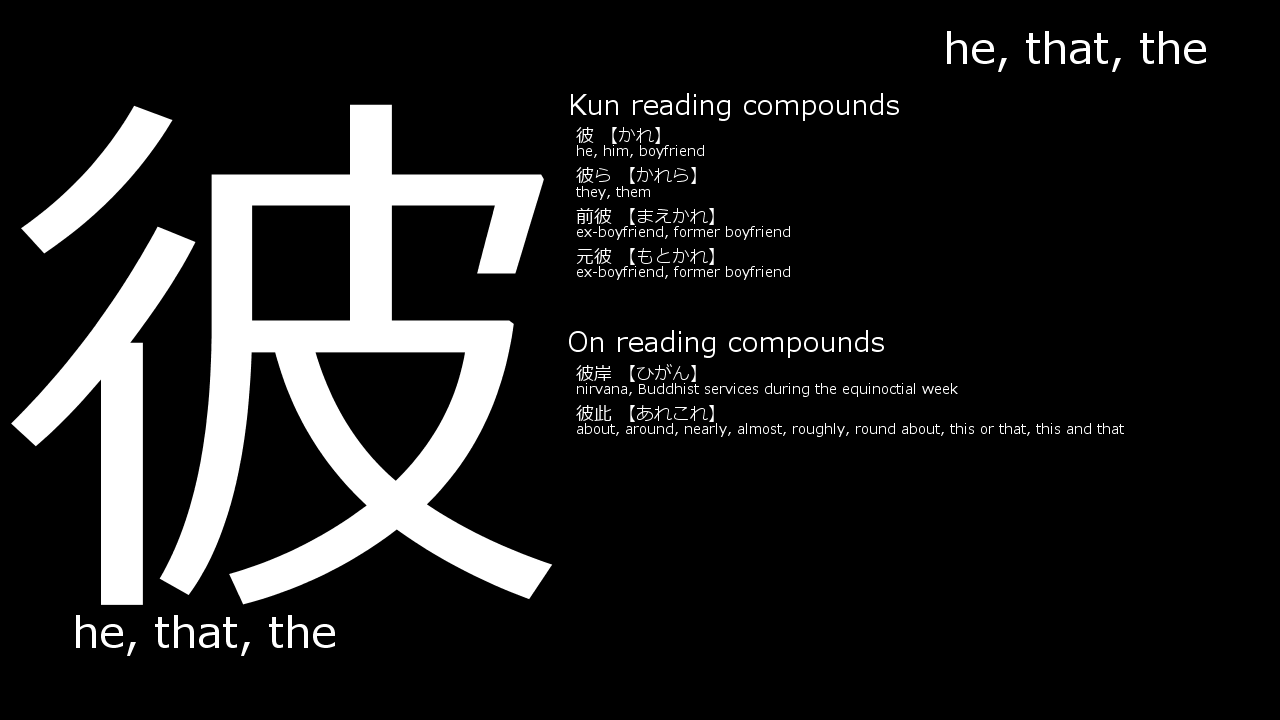 he, that, the
彼
Kun reading compounds
彼 【かれ】
he, him, boyfriend
彼ら 【かれら】
they, them
前彼 【まえかれ】
ex-boyfriend, former boyfriend
元彼 【もとかれ】
ex-boyfriend, former boyfriend
On reading compounds
彼岸 【ひがん】
nirvana, Buddhist services during the equinoctial week
彼此 【あれこれ】
about, around, nearly, almost, roughly, round about, this or that, this and that
he, that, the